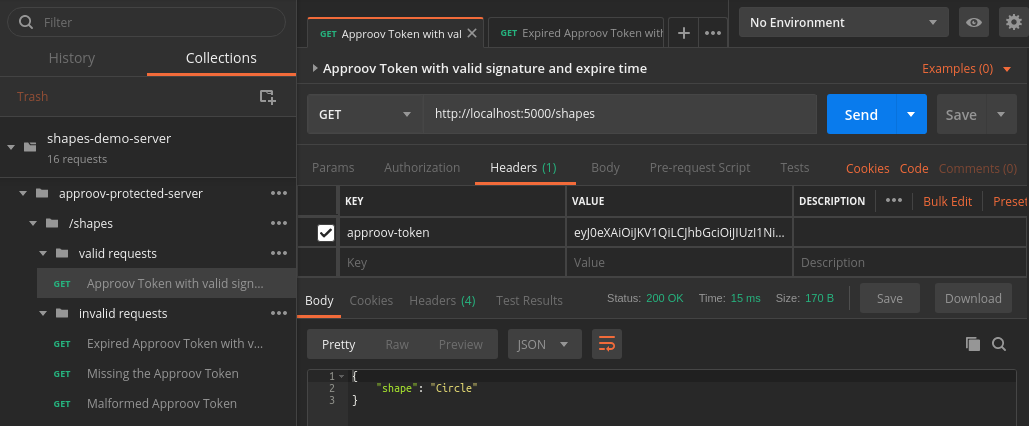 Filter
History
Collections
Trash
shapes-demo-server
16 requests
approov-protected-server
/shapes
valid requests
GET Approov Token with valid sign...
invalid requests
GET Expired Approov Token with v...
GET Missing the Approov Token
GET Malformed Approov Token
GET Approov Token with val
GET Expired Approov Token with
No Environment
Approov Token with valid signature and expire time
Examples (0)
GET http://localhost:5000/shapes
Send
Save
Params Authorization Headers (1) Body Pre-request Script Tests Cookies Code Comments (0)
KEY VALUE DESCRIPTION ••• Bulk Edit Preset
approov-token eyJ0eXAiOiJKV1QiLCJhbGciOiJIUzI1Ni...
Key Value Description
Body Cookies Headers (4) Test Results Status: 200 OK Time: 15 ms Size: 170 B Save Download
Pretty Raw Preview JSON
1 {
2 "shape": "Circle"
3 }